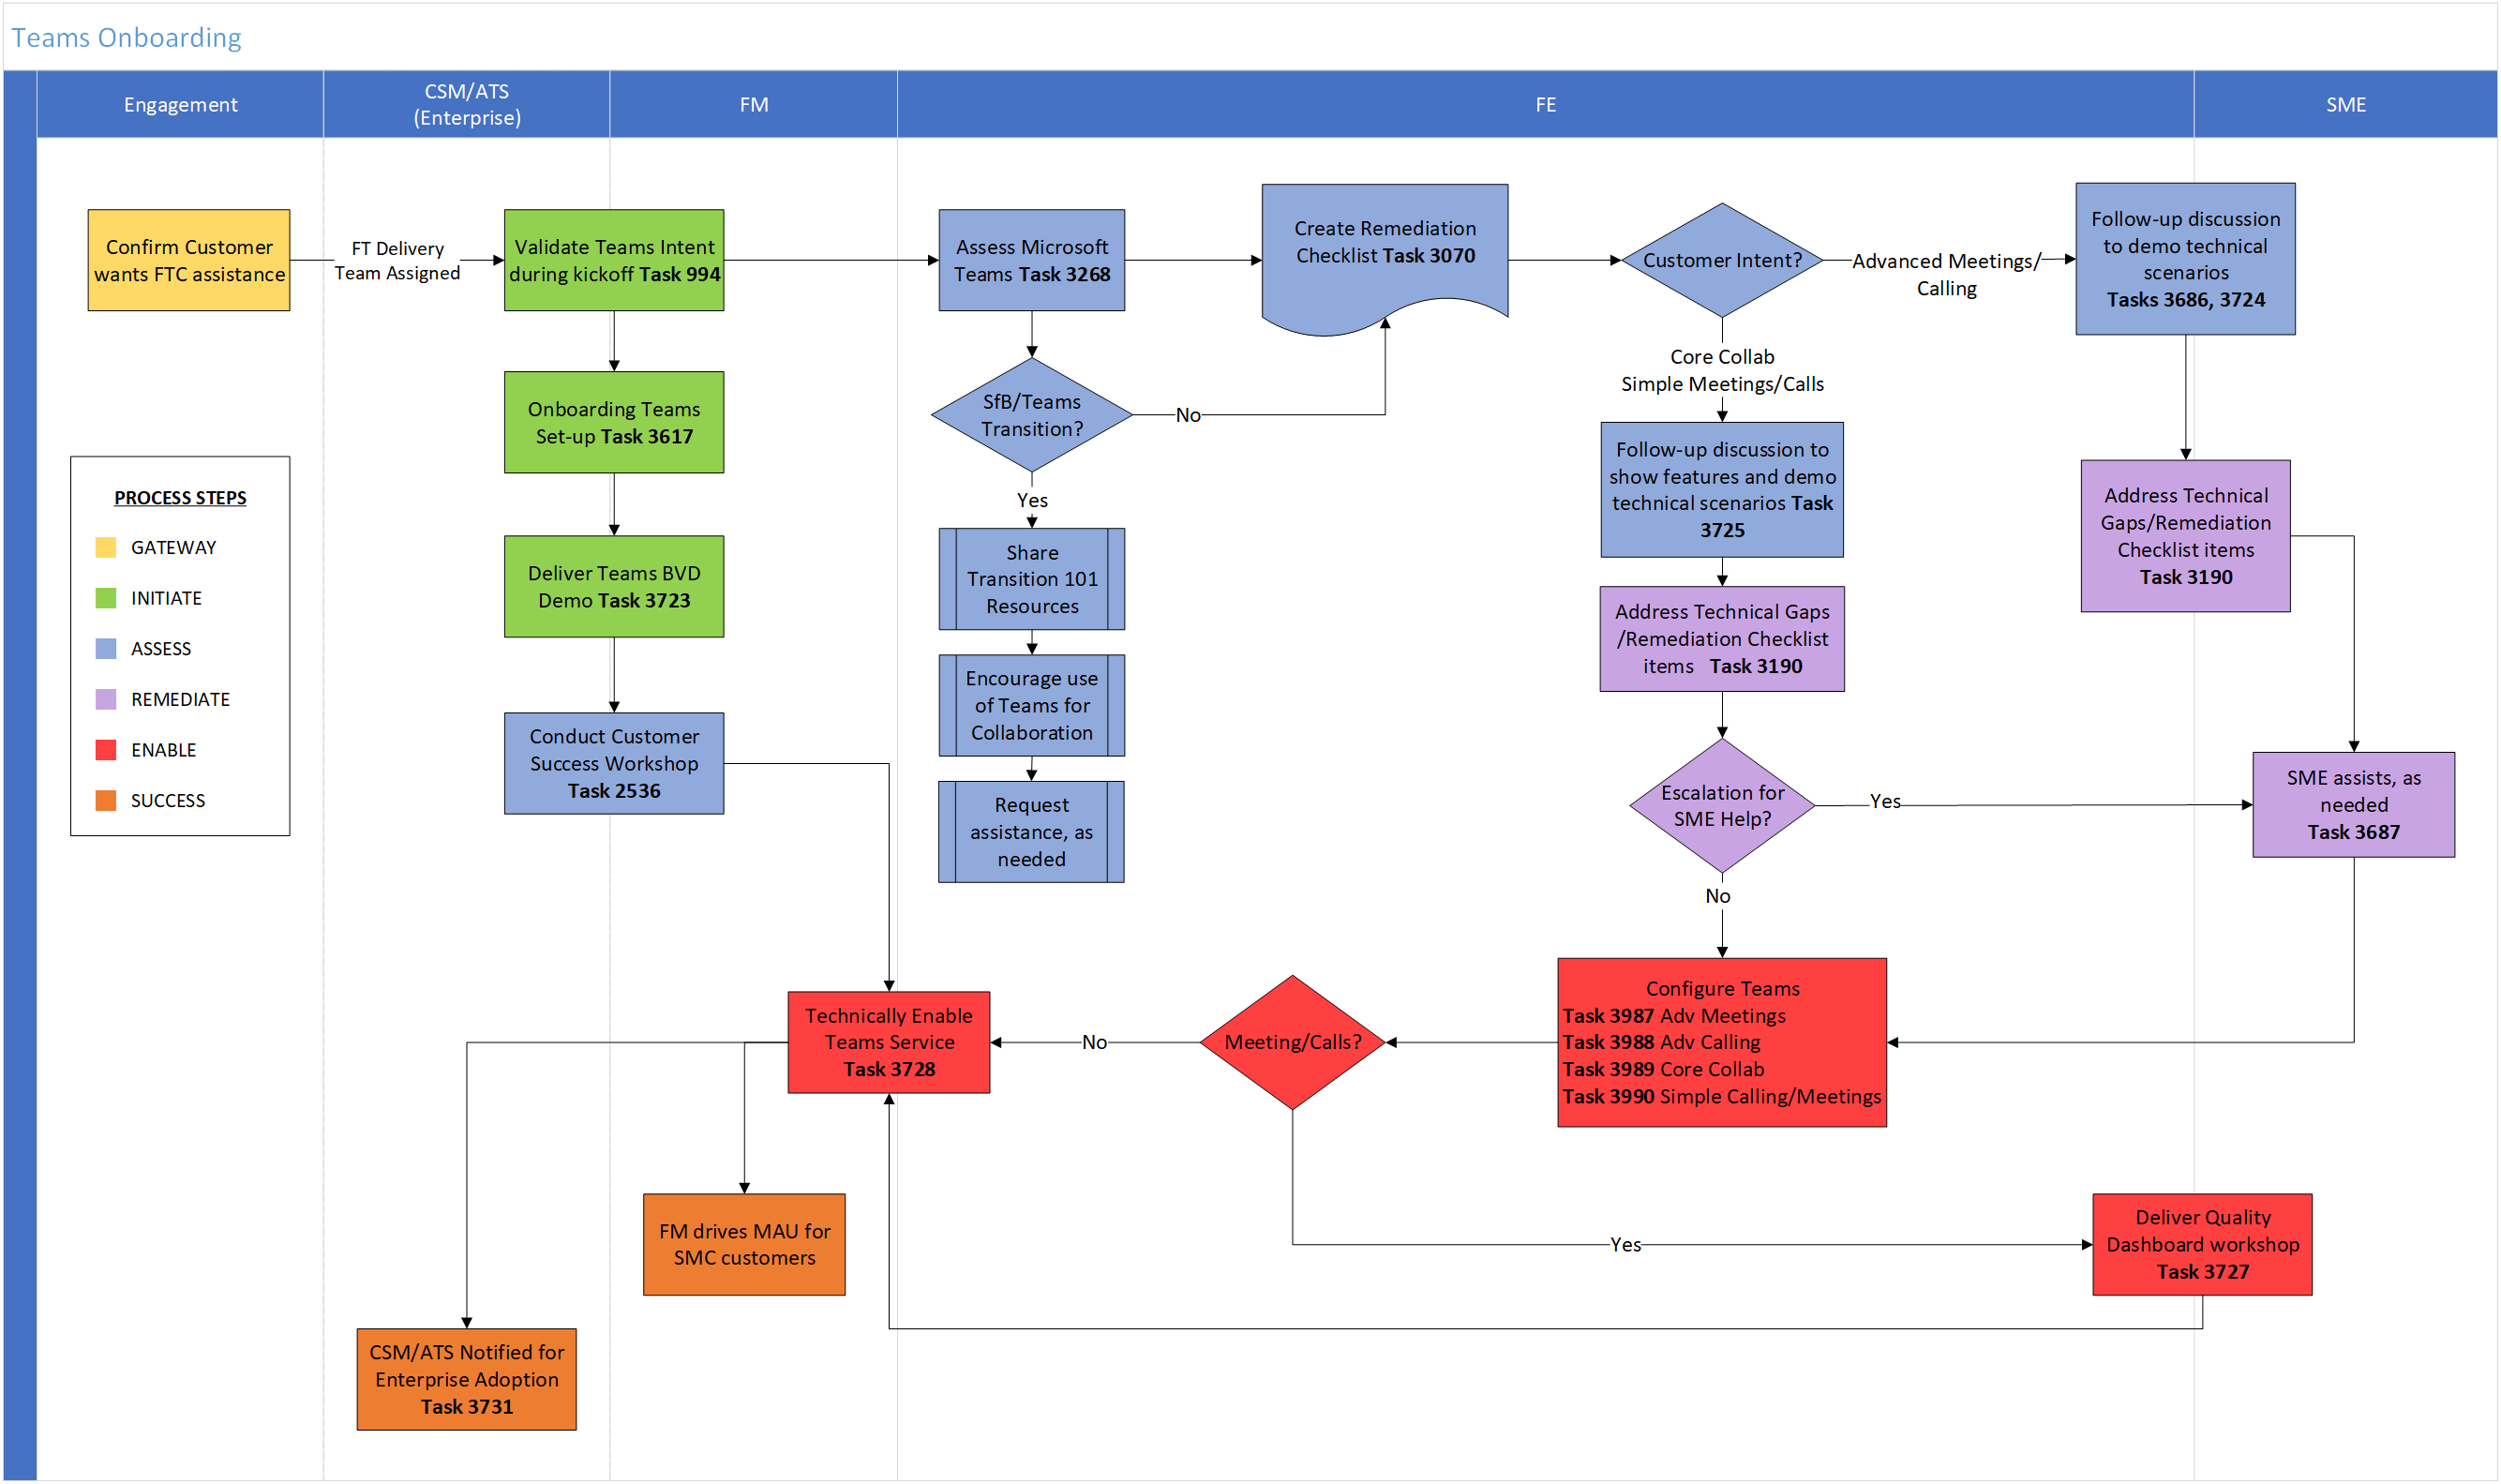 Teams Onboarding
Engagement
CSM/ATS
(Enterprise)
FM
FE
SME
Confirm Customer
wants FTC assistance
FT Delivery
Team Assigned
Validate Teams Intent
during kickoff Task 994
Assess Microsoft
Teams Task 3268
Create Remediation
Checklist Task 3070
Customer Intent?
Advanced Meetings/
Calling
Follow-up discussion
to demo technical
scenarios
Tasks 3686, 3724
Core Collab
Simple Meetings/Calls
Onboarding Teams
Set-up Task 3617
SfB/Teams
Transition?
No
Yes
Follow-up discussion to
show features and demo
technical scenarios Task
3725
Address Technical
Gaps/Remediation
Checklist items
Task 3190
PROCESS STEPS
GATEWAY
INITIATE
ASSESS
REMEDIATE
ENABLE
SUCCESS
Deliver Teams BVD
Demo Task 3723
Share
Transition 101
Resources
Address Technical Gaps
/Remediation Checklist
items Task 3190
Encourage use
of Teams for
Collaboration
Conduct Customer
Success Workshop
Task 2536
Request
assistance, as
needed
Escalation for
SME Help?
Yes
SME assists, as
needed
Task 3687
No
Configure Teams
Task 3987 Adv Meetings
Task 3988 Adv Calling
Task 3989 Core Collab
Task 3990 Simple Calling/Meetings
Meeting/Calls?
No
Technically Enable
Teams Service
Task 3728
Yes
Deliver Quality
Dashboard workshop
Task 3727
FM drives MAU for
SMC customers
CSM/ATS Notified for
Enterprise Adoption
Task 3731